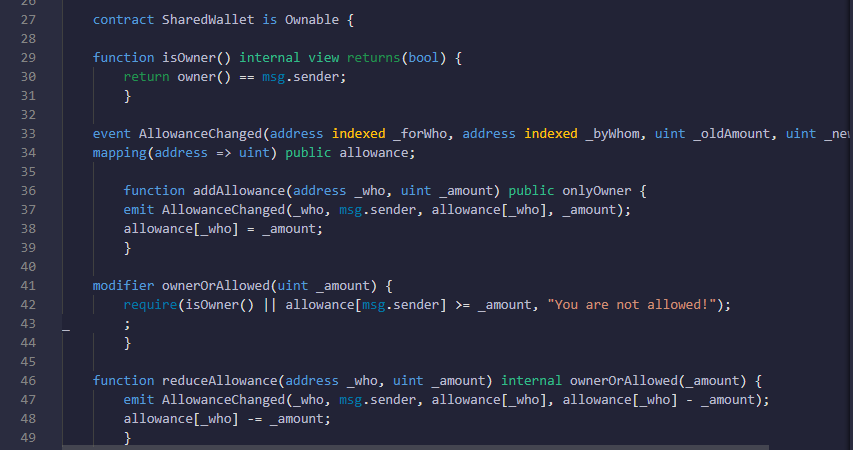 26
27 contract SharedWallet is Ownable {
28
29 function isOwner() internal view returns(bool) {
30 return owner() == msg.sender;
31 }
32
33 event AllowanceChanged(address indexed _forWho, address indexed _byWhom, uint _oldAmount, uint _ne
34 mapping(address => uint) public allowance;
35
36 function addAllowance(address _who, uint _amount) public onlyOwner {
37 emit AllowanceChanged(_who, msg.sender, allowance[_who], _amount);
38 allowance[_who] = _amount;
39 }
40
41 modifier ownerOrAllowed(uint _amount) {
42 require(isOwner() || allowance[msg.sender] >= _amount, "You are not allowed!");
43 _ ;
44 }
45
46 function reduceAllowance(address _who, uint _amount) internal ownerOrAllowed(_amount) {
47 emit AllowanceChanged(_who, msg.sender, allowance[_who], allowance[_who] - _amount);
48 allowance[_who] -= _amount;
49 }